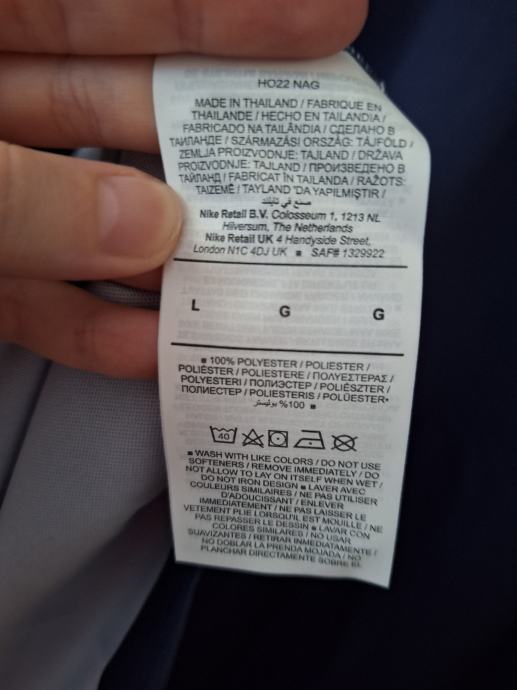 HO22 NAG
MADE IN THAILAND / FABRIQUE EN
THAILANDE / HECHO EN TAILANDIA /
FABRICADO NA TAILÂNDIA / СДЕЛАНО В
ТАИЛАНДЕ / SZÁRMAZÁSI ORSZÁG: TÁJFÖLD /
ZEMLJA PROIZVODNJE: TAJLAND / DRŽAVA
PROIZVODNJE: TAJLAND / ПРОИЗВЕДЕНО В
ТАЙЛАНД / FABRICAT ÎN TAILANDA / RAŽOTS:
TAIZEMĒ / TAYLAND 'DA YAPILMIŞTIR /
صنع في تايلند
Nike Retail B.V. Colosseum 1, 1213 NL
Hilversum, The Netherlands
Nike Retail UK 4 Handyside Street,
London N1C 4DJ UK ■ SAF# 1329922
L G G
■ 100% POLYESTER / POLIESTER /
POLIÉSTER / POLIESTERE / ΠΟΛΥΕΣΤΕΡΑΣ /
POLYESTERI / ПОЛИЭСТЕР / POLIÉSZTER /
ПОЛИЕСТЕР / POLIESTERIS / POLÜESTER•
100% بوليستر ■
40
■ WASH WITH LIKE COLORS / DO NOT USE
SOFTENERS / REMOVE IMMEDIATELY / DO
NOT ALLOW TO LAY ON ITSELF WHEN WET /
DO NOT IRON DESIGN ■ LAVER AVEC
COULEURS SIMILAIRES / NE PAS UTILISER
D'ADOUCISSANT / ENLEVER
IMMEDIATEMENT / NE PAS LAISSER LE
VETEMENT PLIE LORSQU'IL EST MOUILLE / NE
PAS REPASSER LE DESSIN ■ LAVAR CON
COLORES SIMILARES / NO USAR
SUAVIZANTES / RETIRAR INMEDIATAMENTE /
NO DOBLAR LA PRENDA MOJADA / NO
PLANCHAR DIRECTAMENTE SOBRE EL